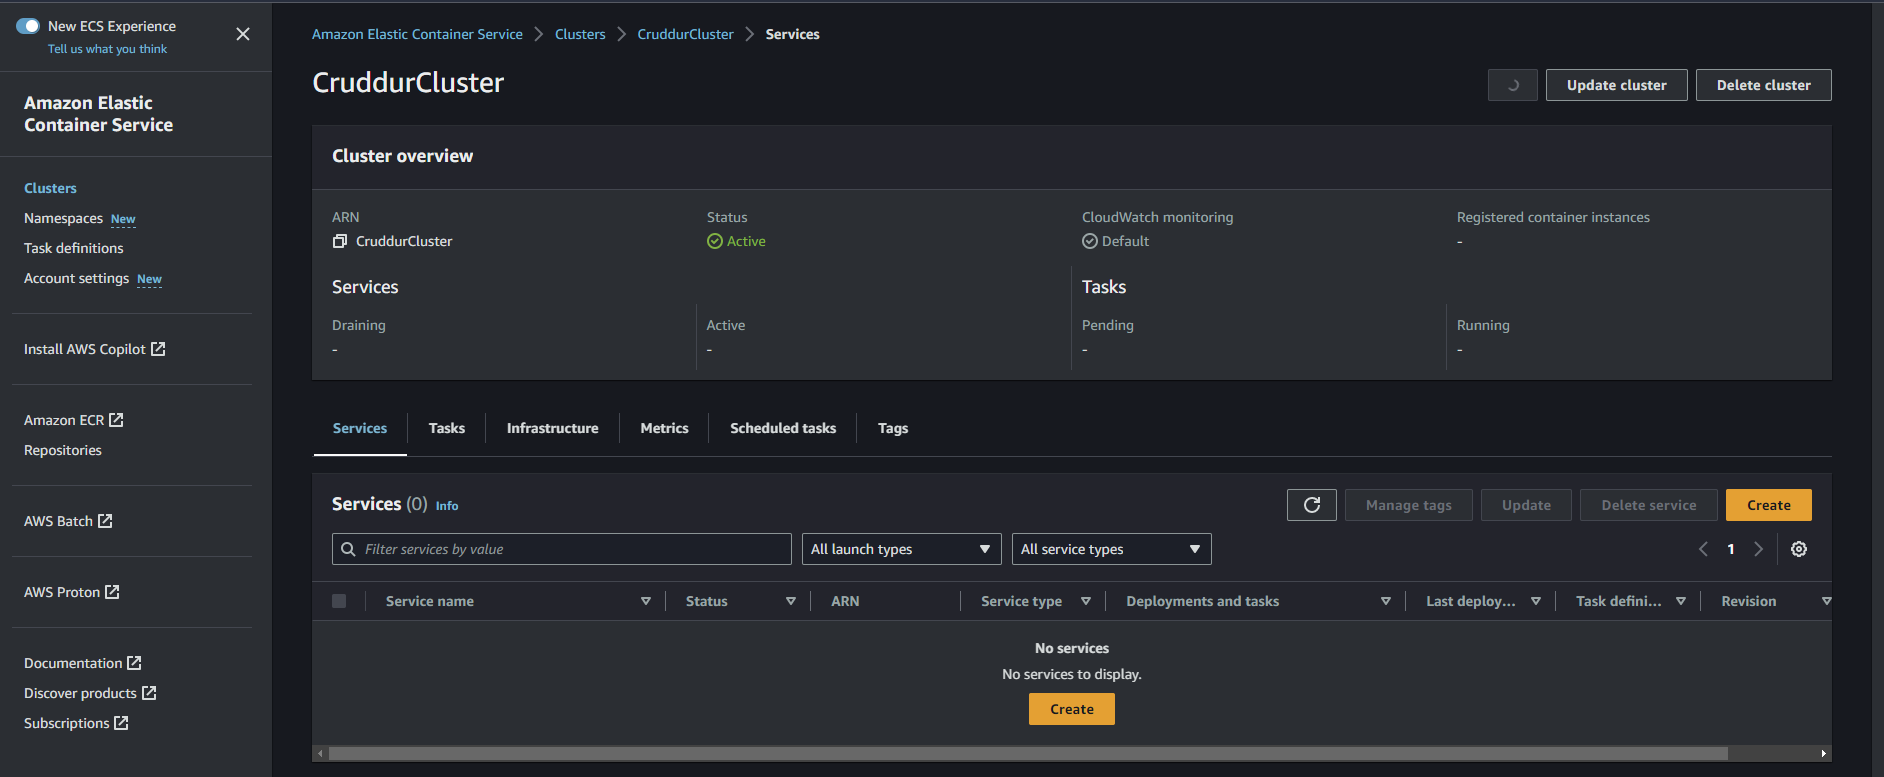 New ECS Experience
Tell us what you think
Amazon Elastic
Container Service
Clusters
Namespaces New
Task definitions
Account settings New
Install AWS Copilot
Amazon ECR
Repositories
AWS Batch
AWS Proton
Documentation
Discover products
Subscriptions
Amazon Elastic Container Service > Clusters > CruddurCluster > Services
CruddurCluster
Update cluster
Delete cluster
Cluster overview
ARN
CruddurCluster
Status
Active
CloudWatch monitoring
Default
Registered container instances
-
Services
Draining
-
Active
-
Tasks
Pending
-
Running
-
Services Tasks Infrastructure Metrics Scheduled tasks Tags
Services (0) Info
Manage tags
Update
Delete service
Create
Filter services by value
All launch types
All service types
1
Service name Status ARN Service type Deployments and tasks Last deploy... Task defini... Revision
No services
No services to display.
Create